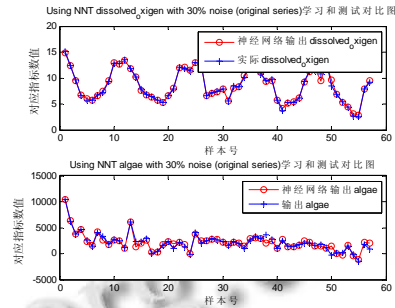 Using NNT dissolved_oxigen with 30% noise (original series)学习和测试对比图
20
15
10
5
0
对应指标数值
神经网络输出dissolved_oxigen
实际dissolved_oxigen
0 10 20 30 40 50 60
样本号
Using NNT algae with 30% noise (original series)学习和测试对比图
15000
10000
5000
0
-5000
对应指标数值
神经网络输出algae
输出algae
0 10 20 30 40 50 60
样本号